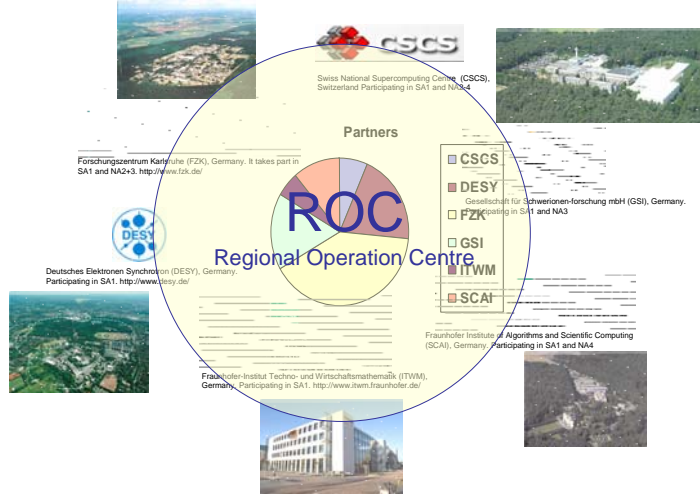 CSCS
Swiss National Supercomputing Centre (CSCS),
Switzerland Participating in SA1 and NA2-4
Partners
Forschungszentrum Karlsruhe (FZK), Germany. It takes part in
SA1 and NA2+3. http://www.fzk.de/
CSCS
DESY
FZK
GSI
ITWM
SCAI
Gesellschaft für Schwerionen-forschung mbH (GSI), Germany.
Participating in SA1 and NA3
ROC
Regional Operation Centre
DESY
Deutsches Elektronen Synchrotron (DESY), Germany.
Participating in SA1. http://www.desy.de/
Fraunhofer Institute of Algorithms and Scientific Computing
(SCAI), Germany. Participating in SA1 and NA4
Fraunhofer-Institut Techno- und Wirtschaftsmathematik (ITWM),
Germany. Participating in SA1. http://www.itwm.fraunhofer.de/